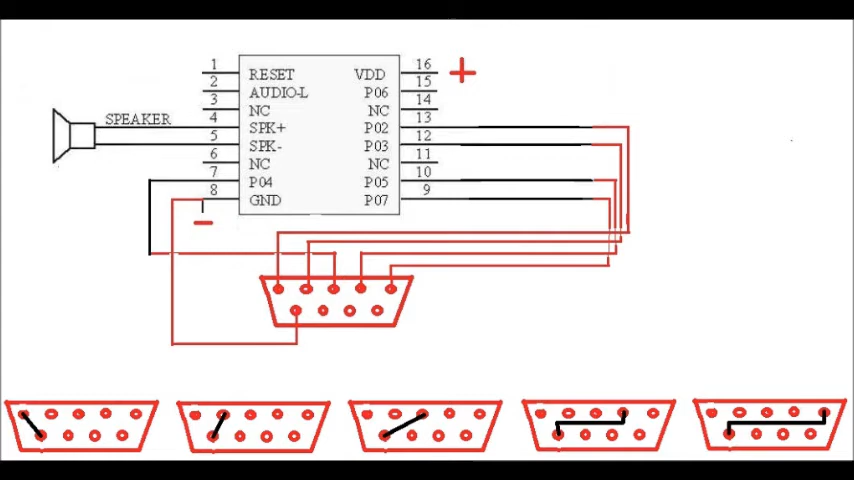 1 RESET VDD 16
2 AUDIO-L P06 15
3 NC NC 14
SPEAKER
4 SPK+ P02 13
5 SPK- P03 12
6 NC NC 11
7 P04 P05 10
8 GND P07 9
+
−